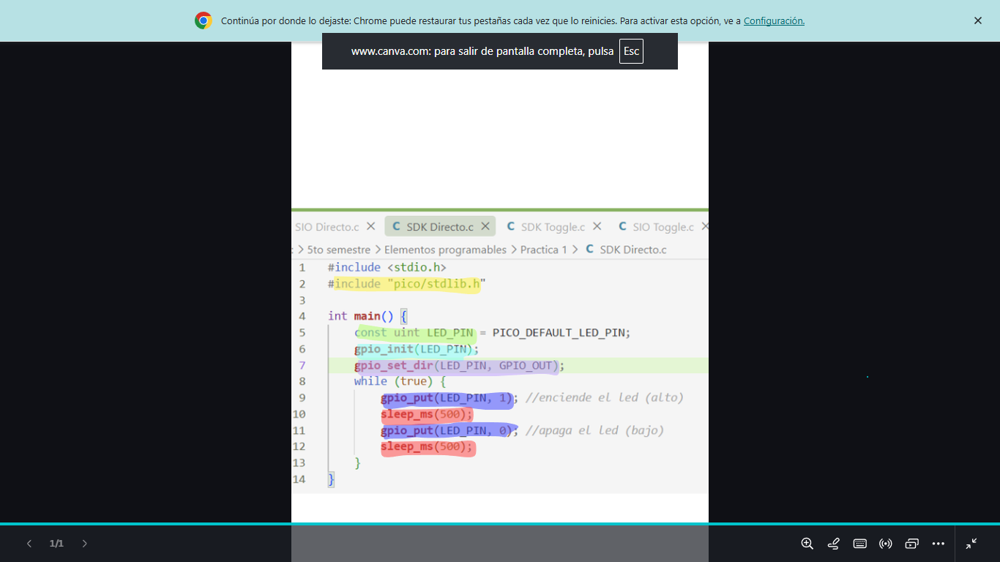 Continúa por donde lo dejaste: Chrome puede restaurar tus pestañas cada vez que lo reinicies. Para activar esta opción, ve a Configuración.
www.canva.com: para salir de pantalla completa, pulsa Esc
SIO Directo.c C SDK Directo.c C SDK Toggle.c C SIO Toggle.c
: > 5to semestre > Elementos programables > Practica 1 > C SDK Directo.c
1 #include <stdio.h>
2 #include "pico/stdlib.h"
3
4 int main() {
5 const uint LED_PIN = PICO_DEFAULT_LED_PIN;
6 gpio_init(LED_PIN);
7 gpio_set_dir(LED_PIN, GPIO_OUT);
8 while (true) {
9 gpio_put(LED_PIN, 1); //enciende el led (alto)
10 sleep_ms(500);
11 gpio_put(LED_PIN, 0); //apaga el led (bajo)
12 sleep_ms(500);
13 }
14 }
1/1